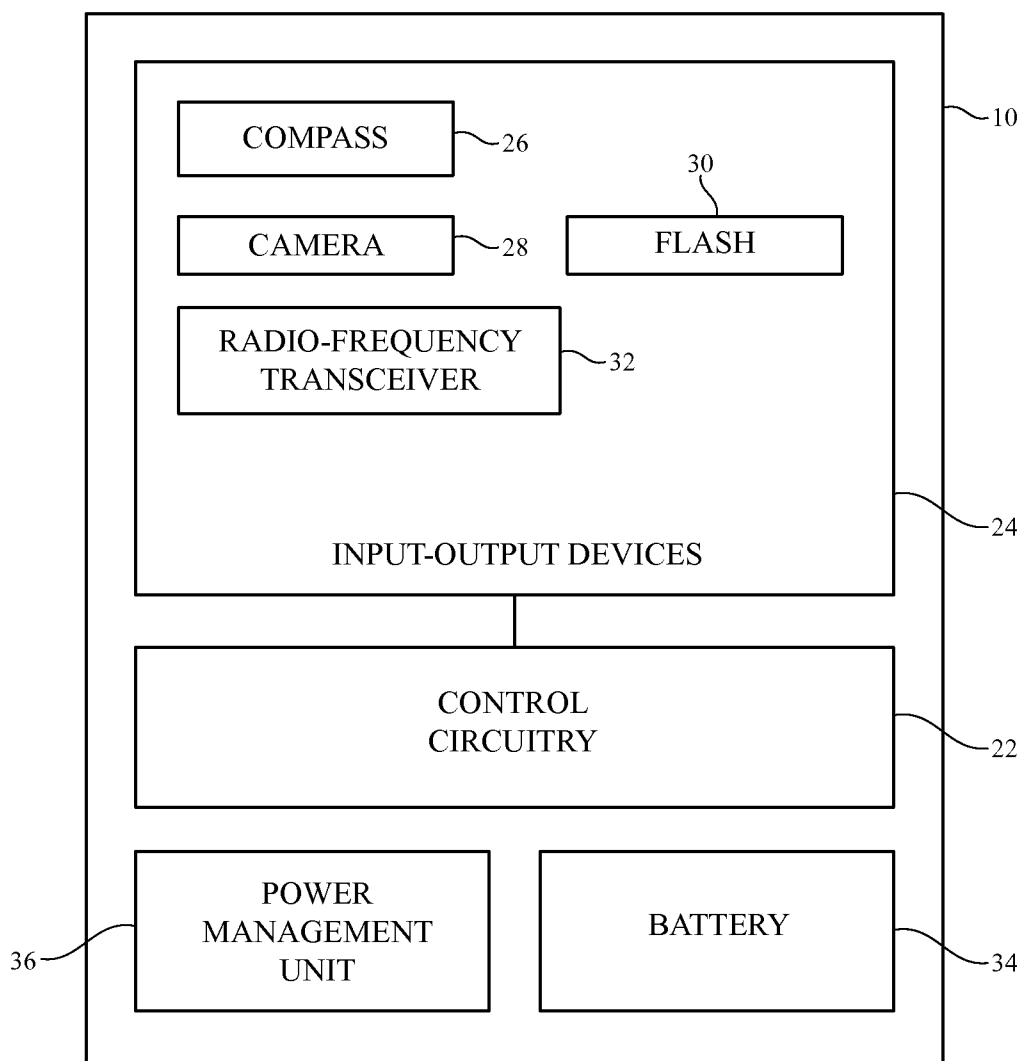 10
COMPASS
26
30
CAMERA
28
FLASH
RADIO-FREQUENCY
TRANSCEIVER
32
24
INPUT-OUTPUT DEVICES
CONTROL
CIRCUITRY
22
POWER
MANAGEMENT
UNIT
36
BATTERY
34